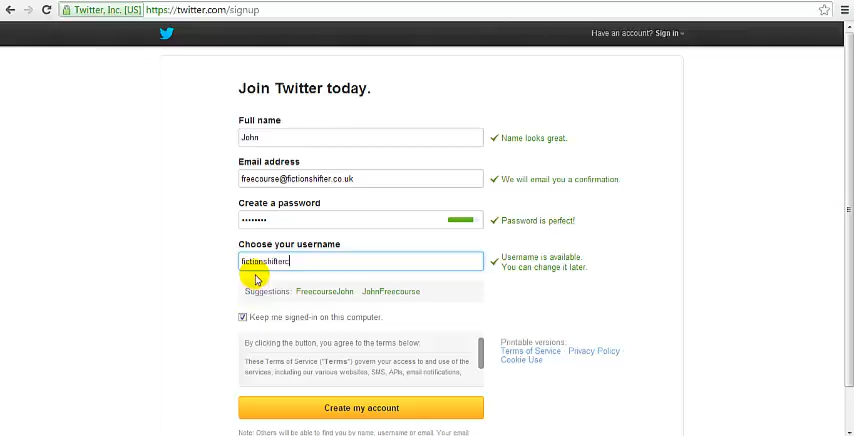 Twitter, Inc. [US] https://twitter.com/signup
Have an account? Sign in
Join Twitter today.
Full name
John
Name looks great.
Email address
freecourse@fictionshifter.co.uk
We will email you a confirmation.
Create a password
••••••••
Password is perfect!
Choose your username
fictionshifterc
Username is available.
You can change it later.
Suggestions: FreecourseJohn JohnFreecourse
Keep me signed-in on this computer.
By clicking the button, you agree to the terms below:
These Terms of Service ("Terms") govern your access to and use of the
services, including our various websites, SMS, APIs, email notifications,
Printable versions:
Terms of Service Privacy Policy
Cookie Use
Create my account
Note: Others will be able to find you by name, username or email. Your email